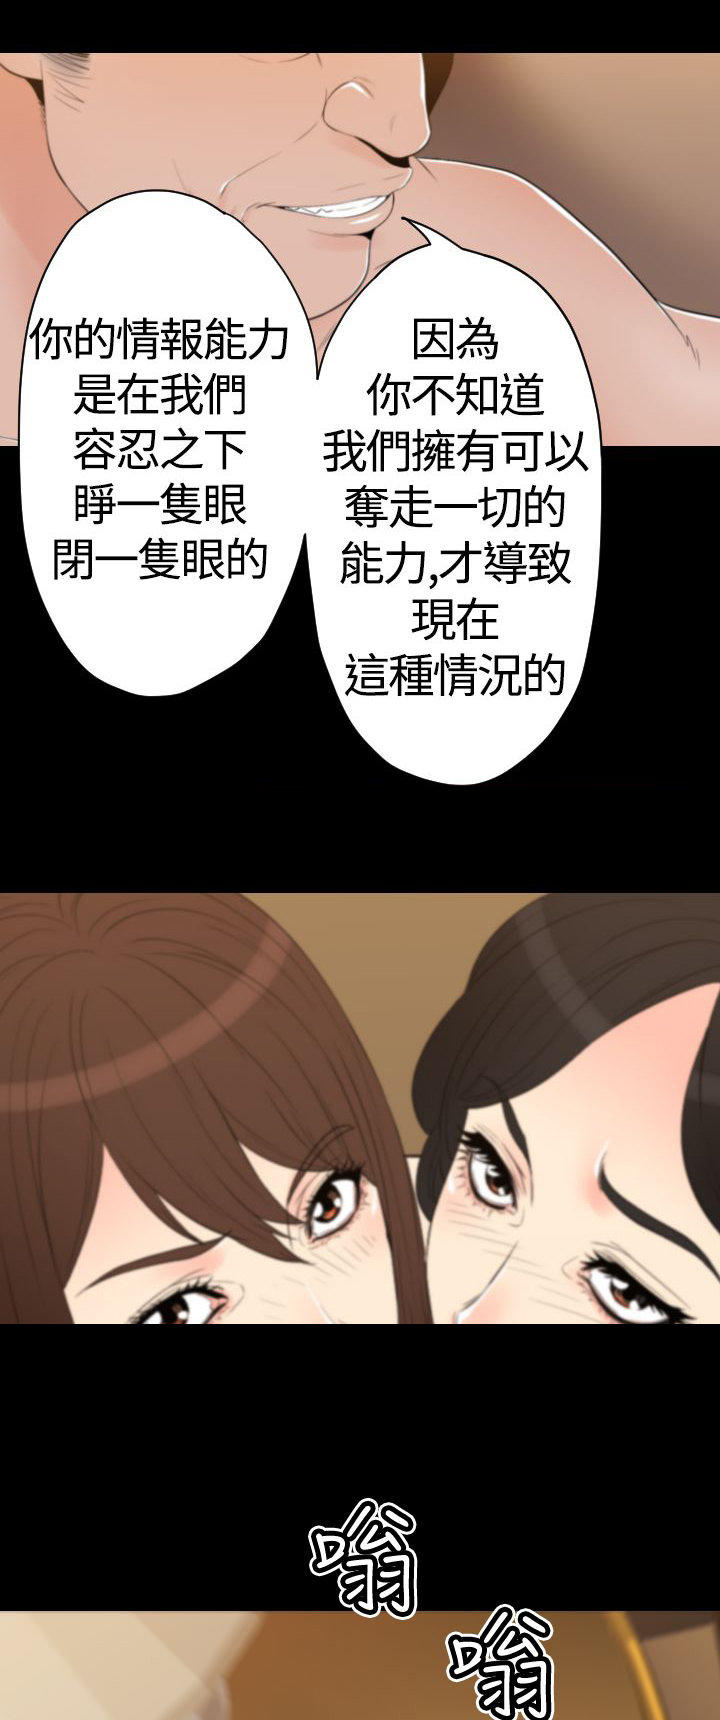 你的情報能力
是在我們
容忍之下
睜一隻眼
閉一隻眼的
因為
你不知道
我們擁有可以
奪走一切的
能力,才導致
現在
這種情況的
嗡
嗡